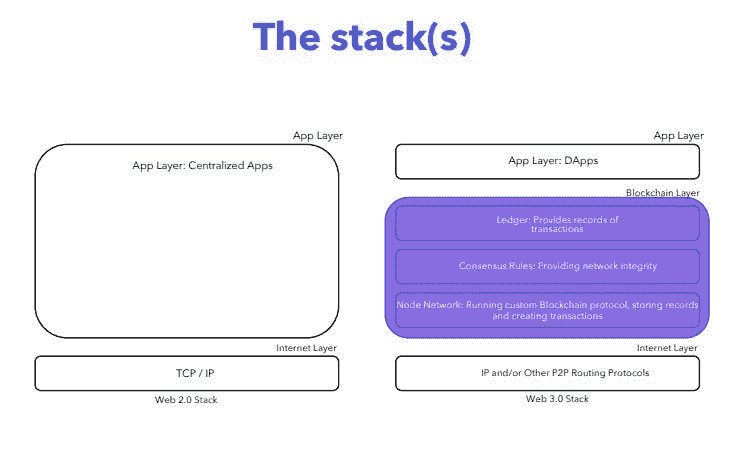 The stack(s)
App Layer
App Layer: Centralized Apps
Internet Layer
TCP / IP
Web 2.0 Stack
App Layer
App Layer: DApps
Blockchain Layer
Ledger: Provides records of
transactions
Consensus Rules: Providing network integrity
Node Network: Running custom Blockchain protocol, storing records
and creating transactions
Internet Layer
IP and/or Other P2P Routing Protocols
Web 3.0 Stack